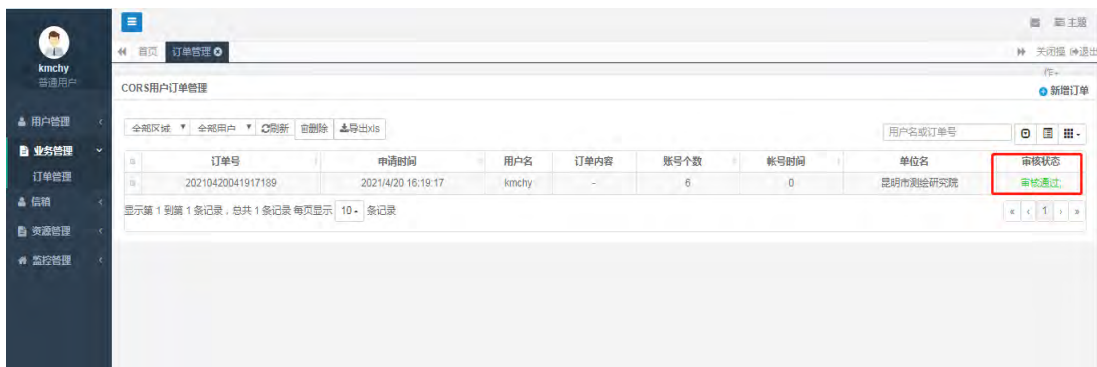 主题
首页 订单管理
关闭操 退出
作
kmchy
普通用户
CORS用户订单管理
新增订单
用户管理
业务管理
订单管理
信箱
资源管理
监控管理
全部区域 全部用户 刷新 删除 导出xls
用户名或订单号
订单号 申请时间 用户名 订单内容 账号个数 帐号时间 单位名 审核状态
20210420041917189 2021/4/20 16:19:17 kmchy - 6 0 昆明市测绘研究院 审核通过
显示第 1 到第 1 条记录，总共 1 条记录 每页显示 10 条记录
« ‹ 1 › »